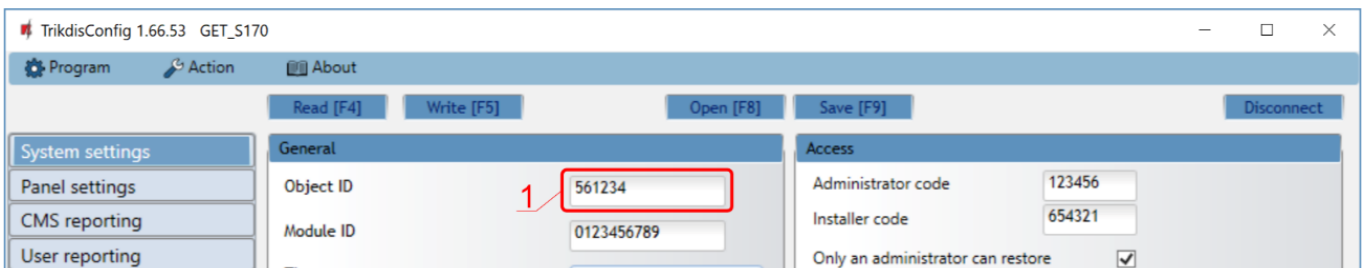 TrikdisConfig 1.66.53 GET_S170
Program Action About
Read [F4] Write [F5] Open [F8] Save [F9] Disconnect
System settings
Panel settings
CMS reporting
User reporting
General
Object ID 561234
1
Module ID 0123456789
Access
Administrator code 123456
Installer code 654321
Only an administrator can restore